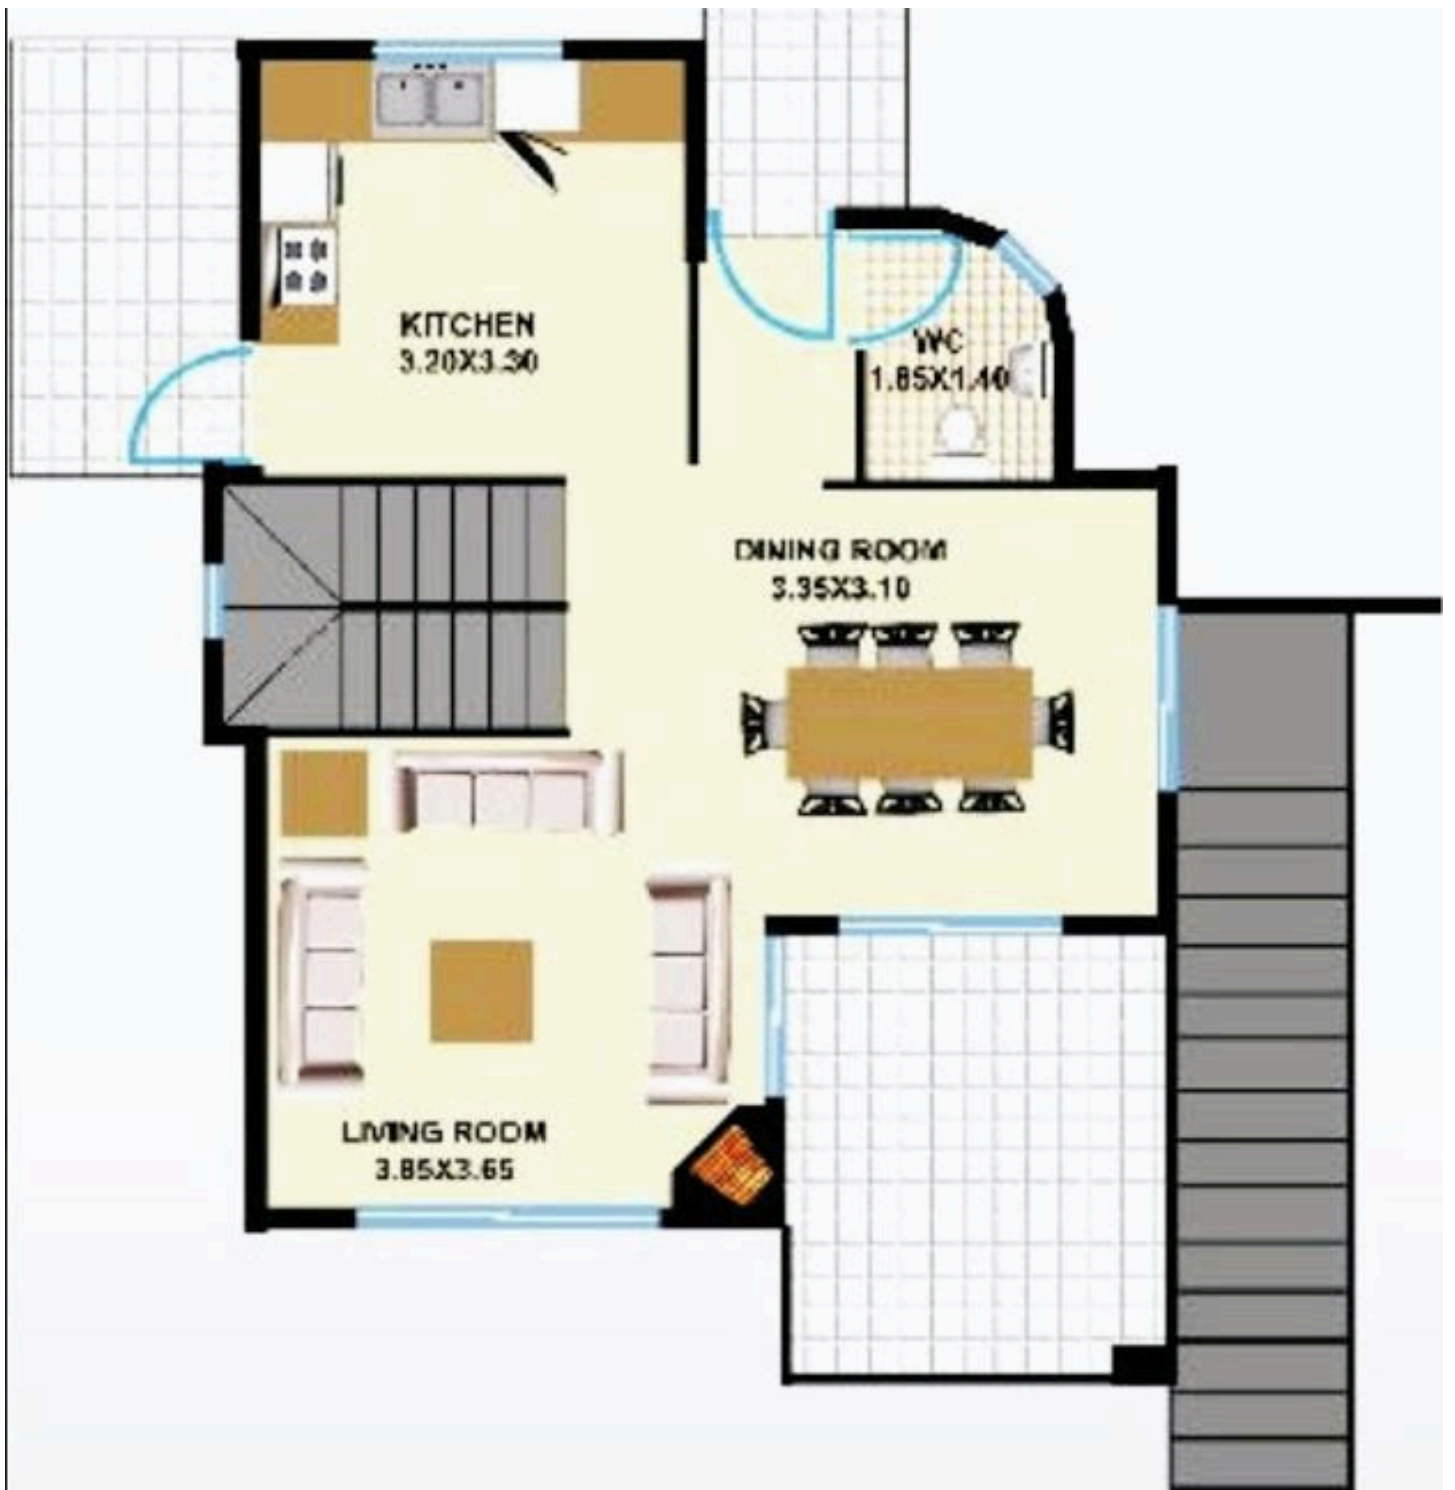 KITCHEN
3.20X3.30
WC
1.85X1.40
DINING ROOM
3.35X3.10
LIVING ROOM
3.85X3.65